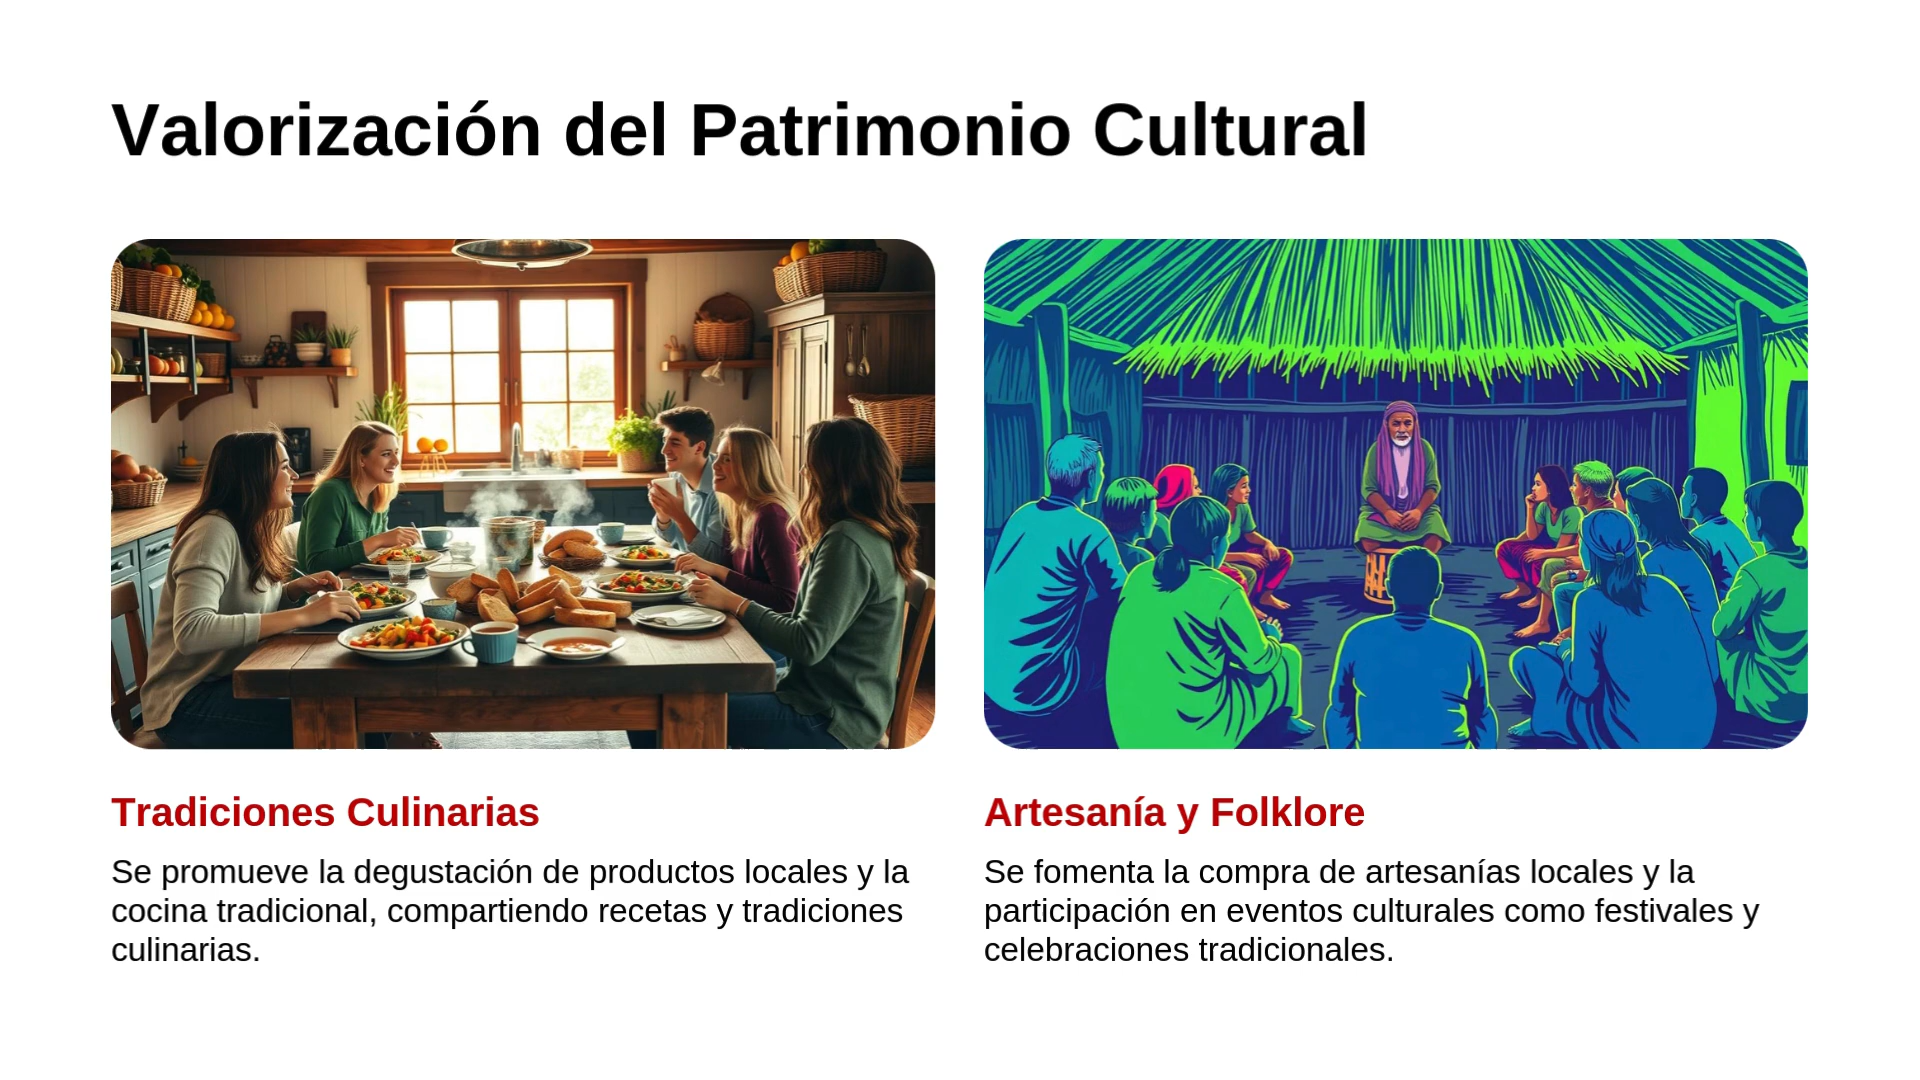 Valorización del Patrimonio Cultural
Tradiciones Culinarias
Se promueve la degustación de productos locales y la
cocina tradicional, compartiendo recetas y tradiciones
culinarias.
Artesanía y Folklore
Se fomenta la compra de artesanías locales y la
participación en eventos culturales como festivales y
celebraciones tradicionales.